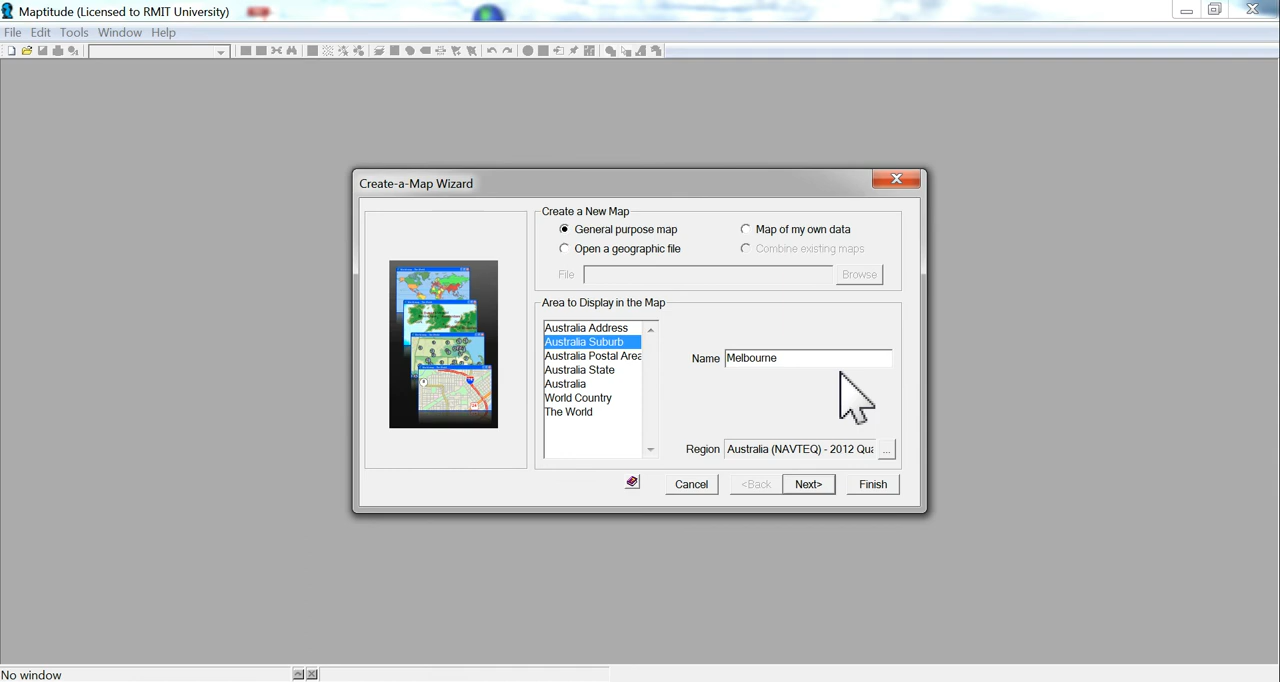 Maptitude (Licensed to RMIT University)
File Edit Tools Window Help
Create-a-Map Wizard
Create a New Map
General purpose map
Map of my own data
Open a geographic file
Combine existing maps
File
Browse
Area to Display in the Map
Australia Address
Australia Suburb
Australia Postal Area
Australia State
Australia
World Country
The World
Name Melbourne
Region Australia (NAVTEQ) - 2012 Qua ...
Cancel <Back Next> Finish
No window